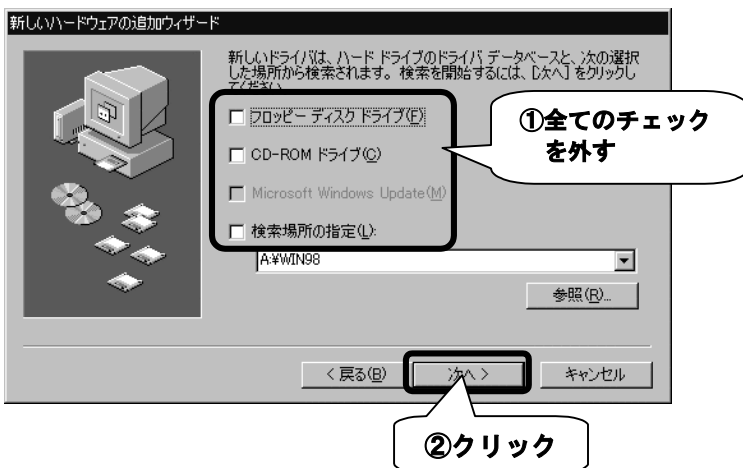 新しいハードウェアの追加ウィザード
新しいドライバは、ハード ドライブのドライバ データベースと、次の選択
した場所から検索されます。検索を開始するには、[次へ] をクリックし
てください。
フロッピー ディスク ドライブ(F)
CD-ROM ドライブ(C)
Microsoft Windows Update(M)
検索場所の指定(L):
A:¥WIN98
参照(R)...
< 戻る(B)
次へ >
キャンセル
①全てのチェック
を外す
②クリック